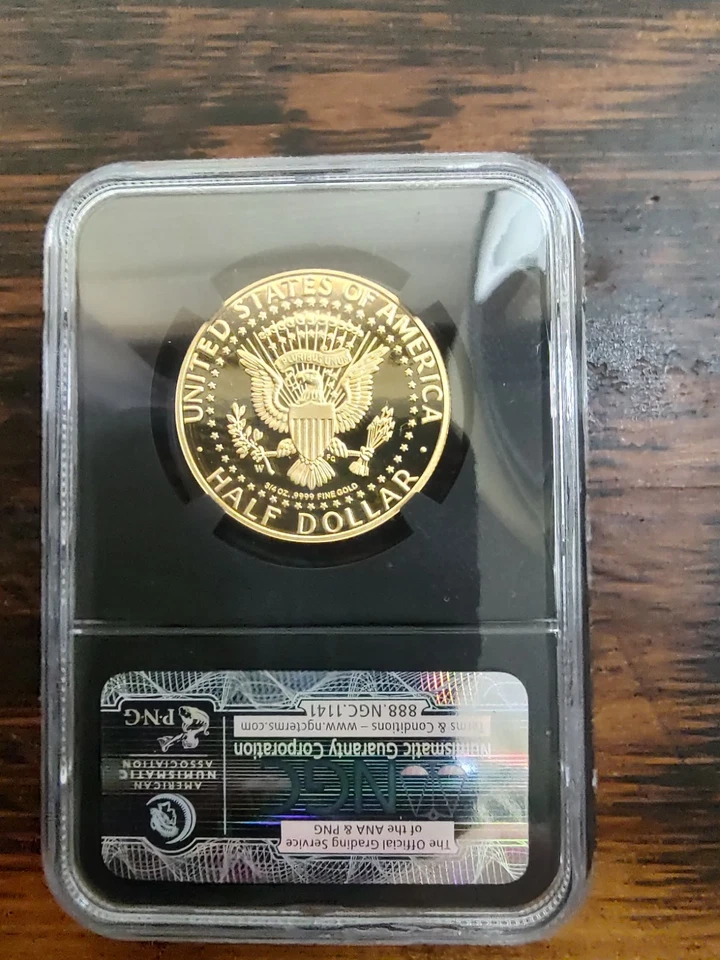 UNITED STATES OF AMERICA
PLURIBUS UNUM
W
PG
3/4 OZ. .9999 FINE GOLD
HALF DOLLAR
The Official Grading Service
of the ANA & PNG
AMERICAN
NUMISMATIC
ASSOCIATION
NGC
Numismatic Guaranty Corporation
Terms & Conditions – www.ngcterms.com
888.NGC.1141
PNG